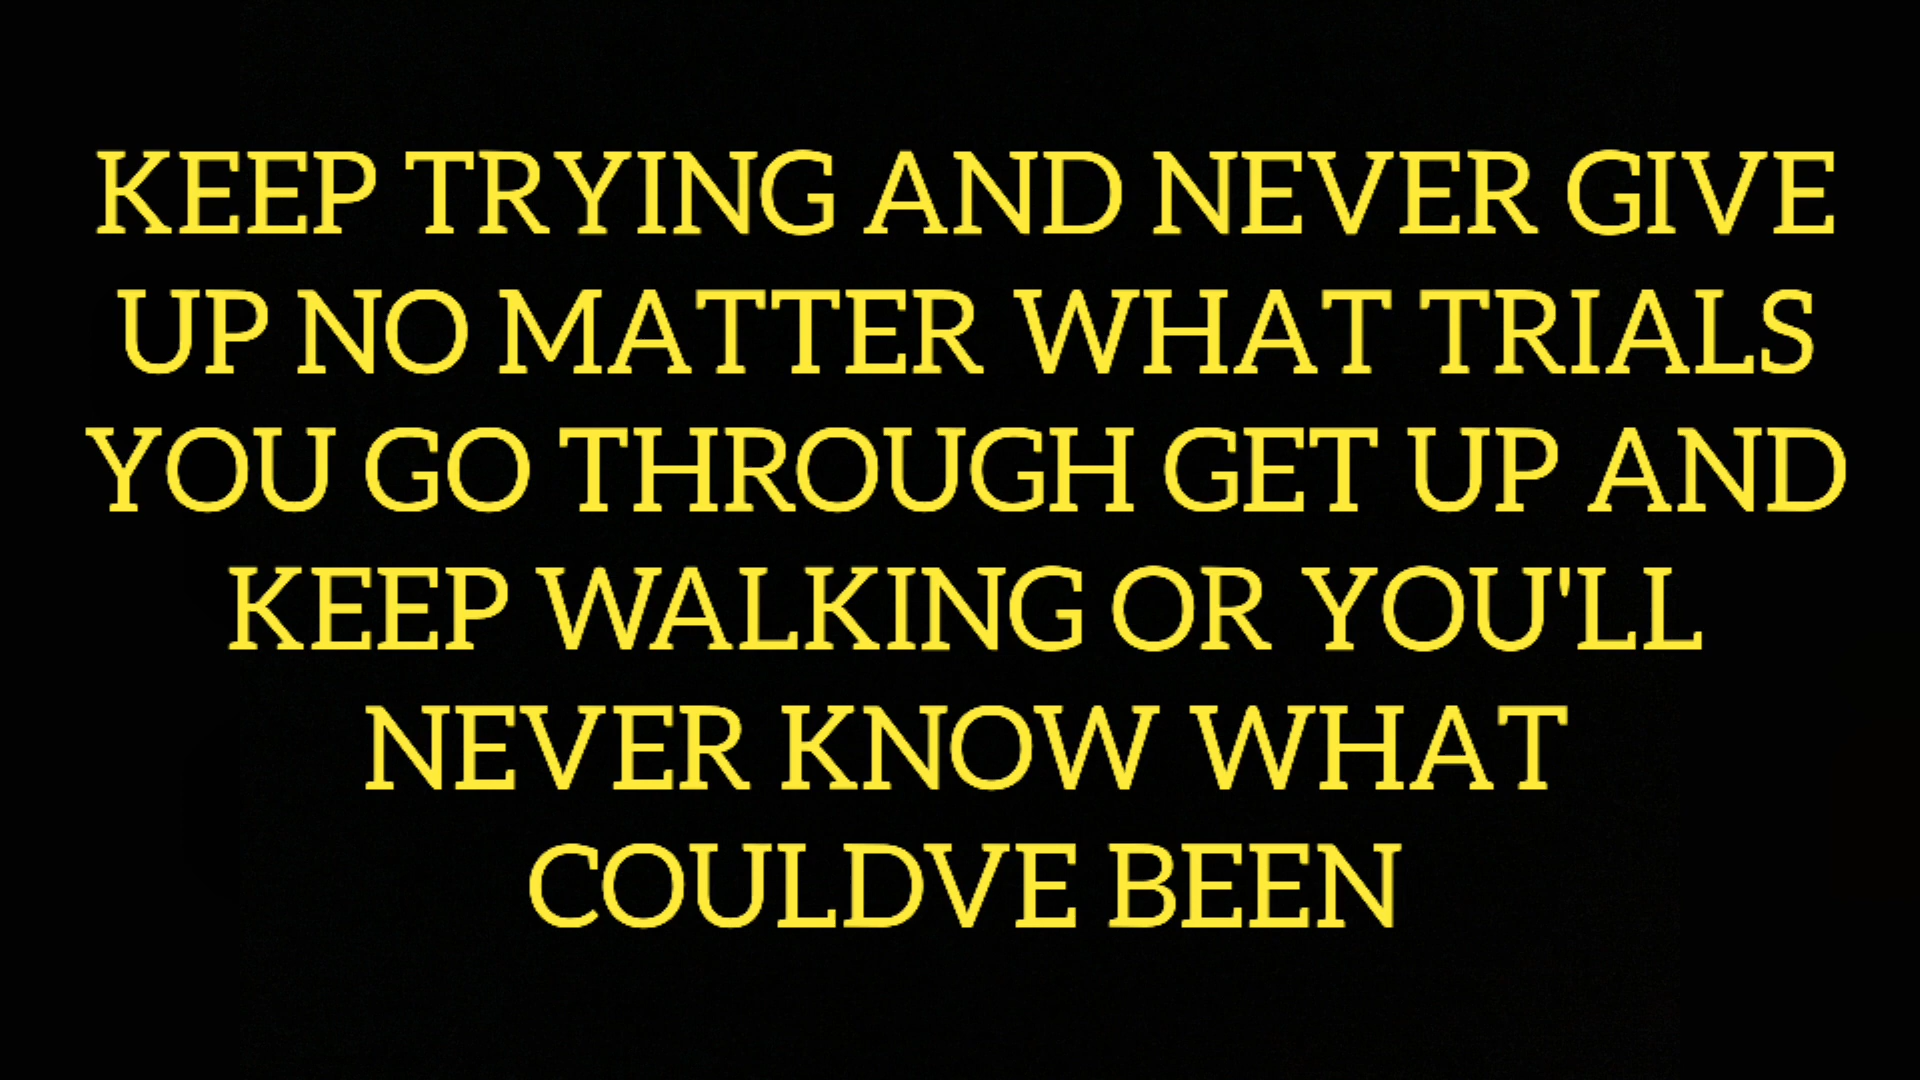 KEEP TRYING AND NEVER GIVE
UP NO MATTER WHAT TRIALS
YOU GO THROUGH GET UP AND
KEEP WALKING OR YOU'LL
NEVER KNOW WHAT
COULDVE BEEN